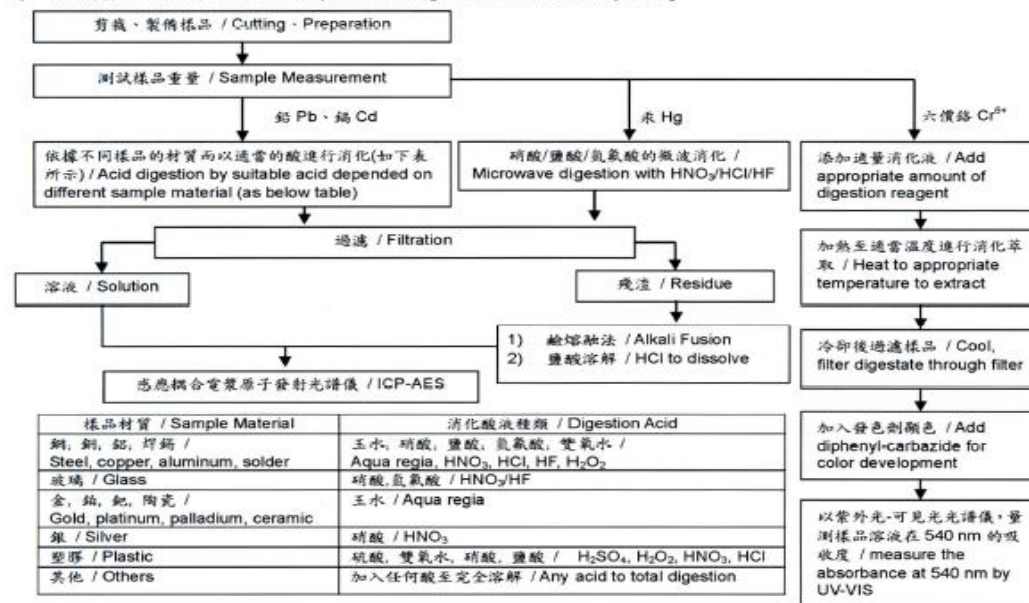 剪裁、製備樣品 / Cutting、Preparation
測試樣品重量 / Sample Measurement
鉛 Pb、鎘 Cd
汞 Hg
六價鉻 Cr6+
依據不同樣品的材質而以適當的酸進行消化(如下表
所示) / Acid digestion by suitable acid depended on
different sample material (as below table)
硝酸/鹽酸/氫氟酸的微波消化 /
Microwave digestion with HNO3/HCl/HF
添加適量消化液 / Add
appropriate amount of
digestion reagent
過濾 / Filtration
加熱至適當溫度進行消化萃
取 / Heat to appropriate
temperature to extract
溶液 / Solution
殘渣 / Residue
1) 鹼熔融法 / Alkali Fusion
2) 鹽酸溶解 / HCl to dissolve
冷卻後過濾樣品 / Cool,
filter digestate through filter
感應耦合電漿原子發射光譜儀 / ICP-AES
加入發色劑顯色 / Add
diphenyl-carbazide for
color development
以紫外光-可見光光譜儀,量
測樣品溶液在 540 nm 的吸
收度 / measure the
absorbance at 540 nm by
UV-VIS
樣品材質 / Sample Material
消化酸液種類 / Digestion Acid
鋼, 銅, 鋁, 焊錫 /
Steel, copper, aluminum, solder
王水, 硝酸, 鹽酸, 氫氟酸, 雙氧水 /
Aqua regia, HNO3, HCl, HF, H2O2
玻璃 / Glass
硝酸,氫氟酸 / HNO3/HF
金, 鉑, 鈀, 陶瓷 /
Gold, platinum, palladium, ceramic
王水 / Aqua regia
銀 / Silver
硝酸 / HNO3
塑膠 / Plastic
硫酸, 雙氧水, 硝酸, 鹽酸 / H2SO4, H2O2, HNO3, HCl
其他 / Others
加入任何酸至完全溶解 / Any acid to total digestion